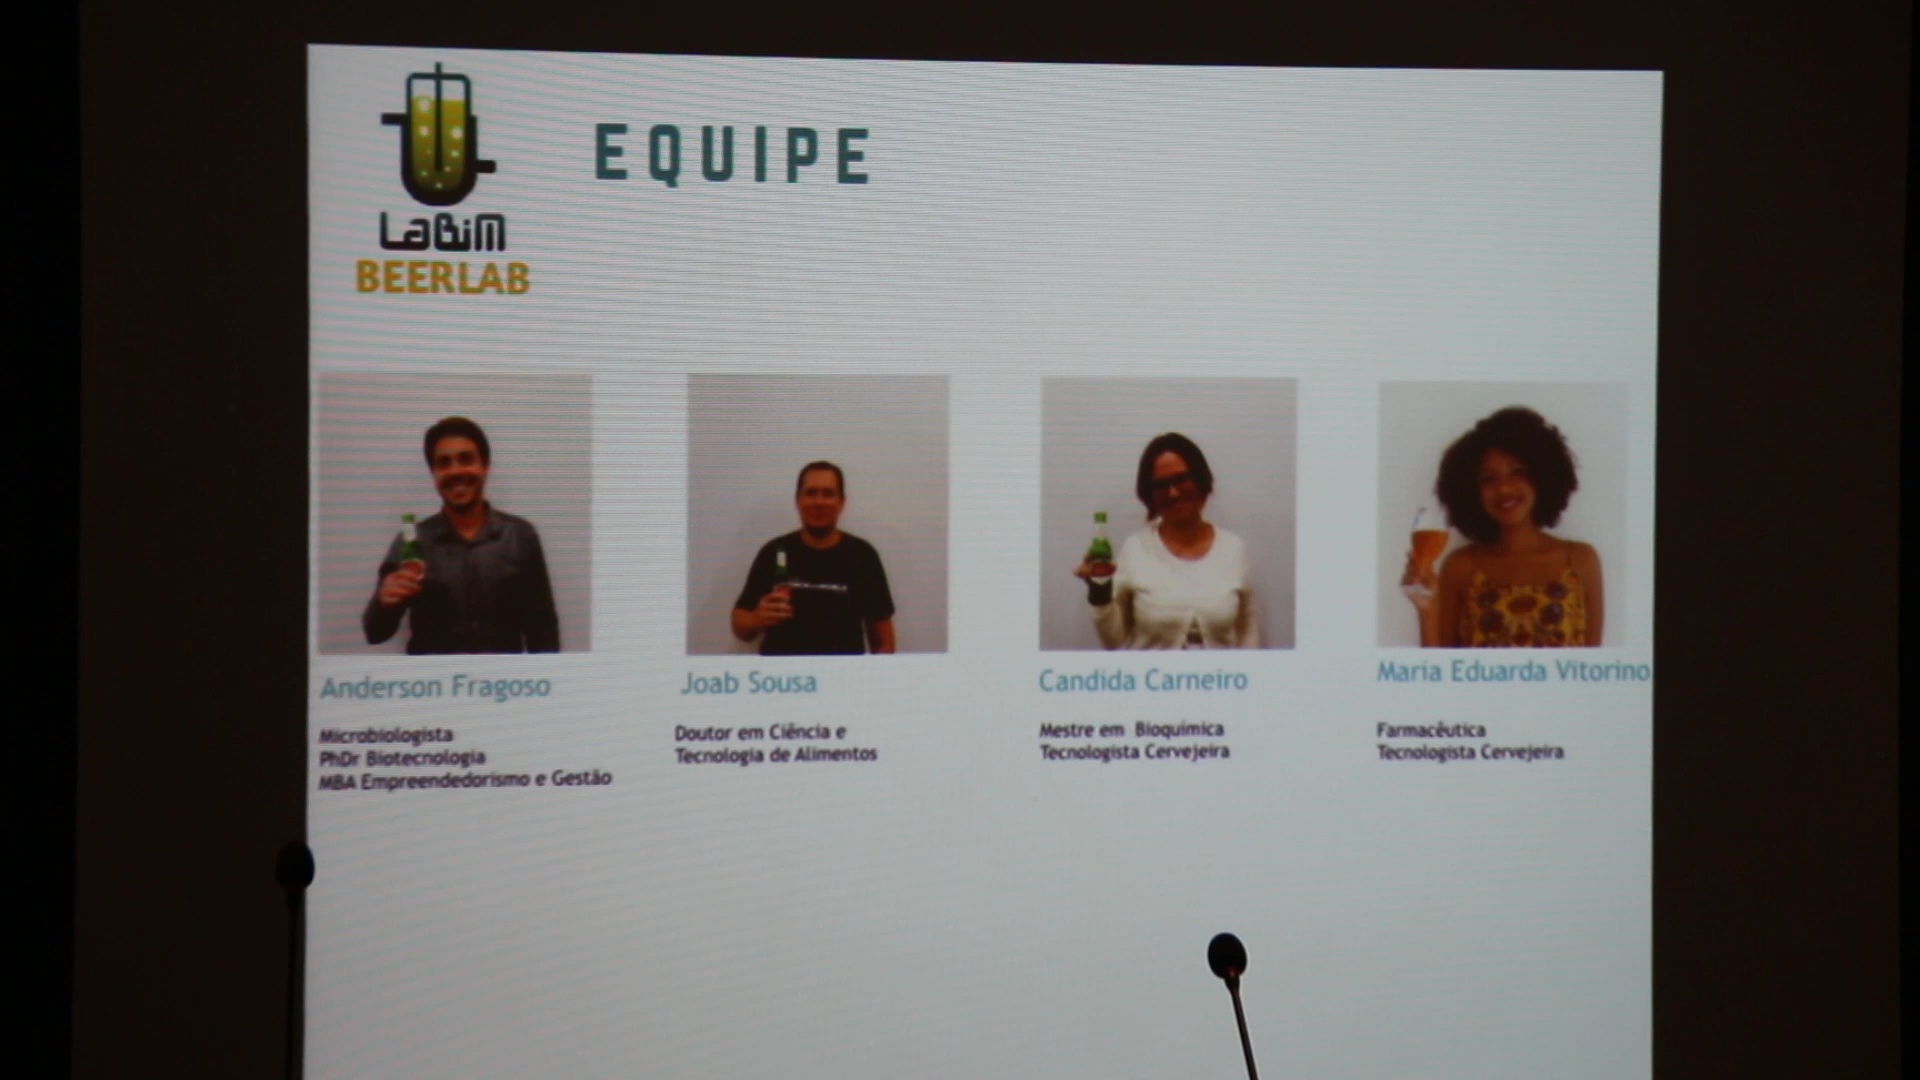 LaBiM
BEERLAB
EQUIPE
Anderson Fragoso
Microbiologista
PhDr Biotecnologia
MBA Empreendedorismo e Gestão
Joab Sousa
Doutor em Ciência e
Tecnologia de Alimentos
Candida Carneiro
Mestre em Bioquímica
Tecnologista Cervejeira
Maria Eduarda Vitorino
Farmacêutica
Tecnologista Cervejeira